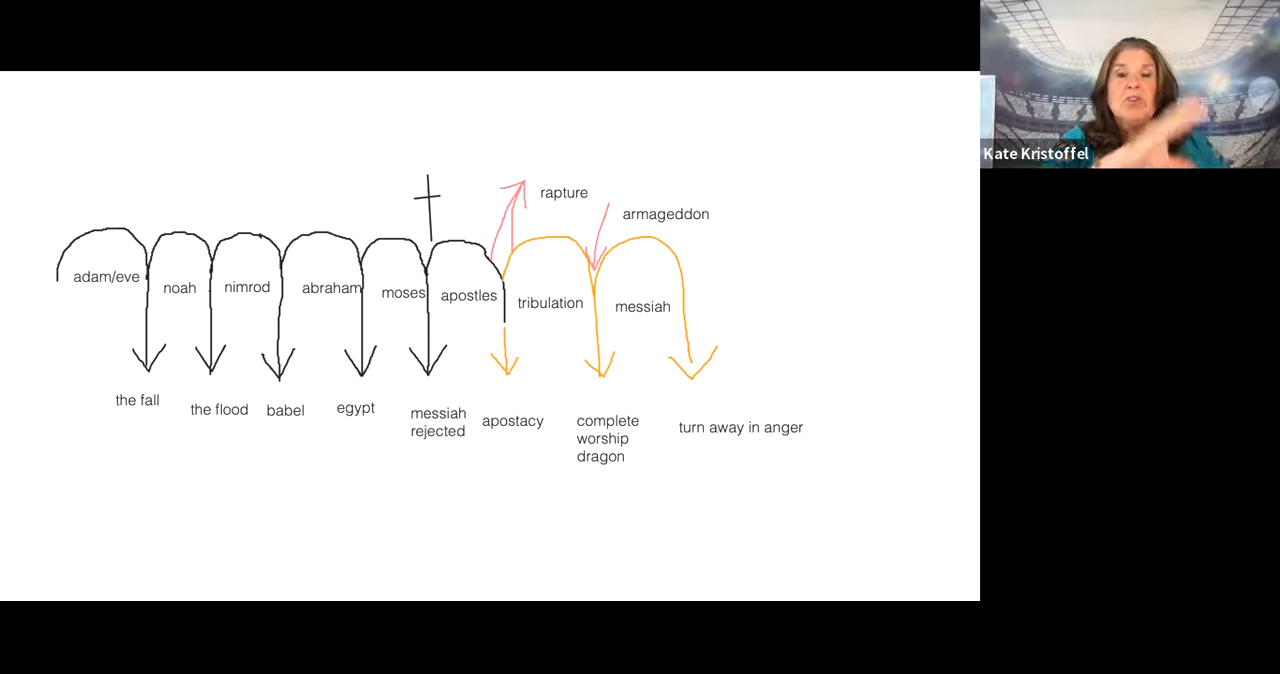 Kate Kristoffel
rapture
armageddon
adam/eve
noah
nimrod
abraham
moses
apostles
tribulation
messiah
the fall
the flood
babel
egypt
messiah
rejected
apostacy
complete
worship
dragon
turn away in anger